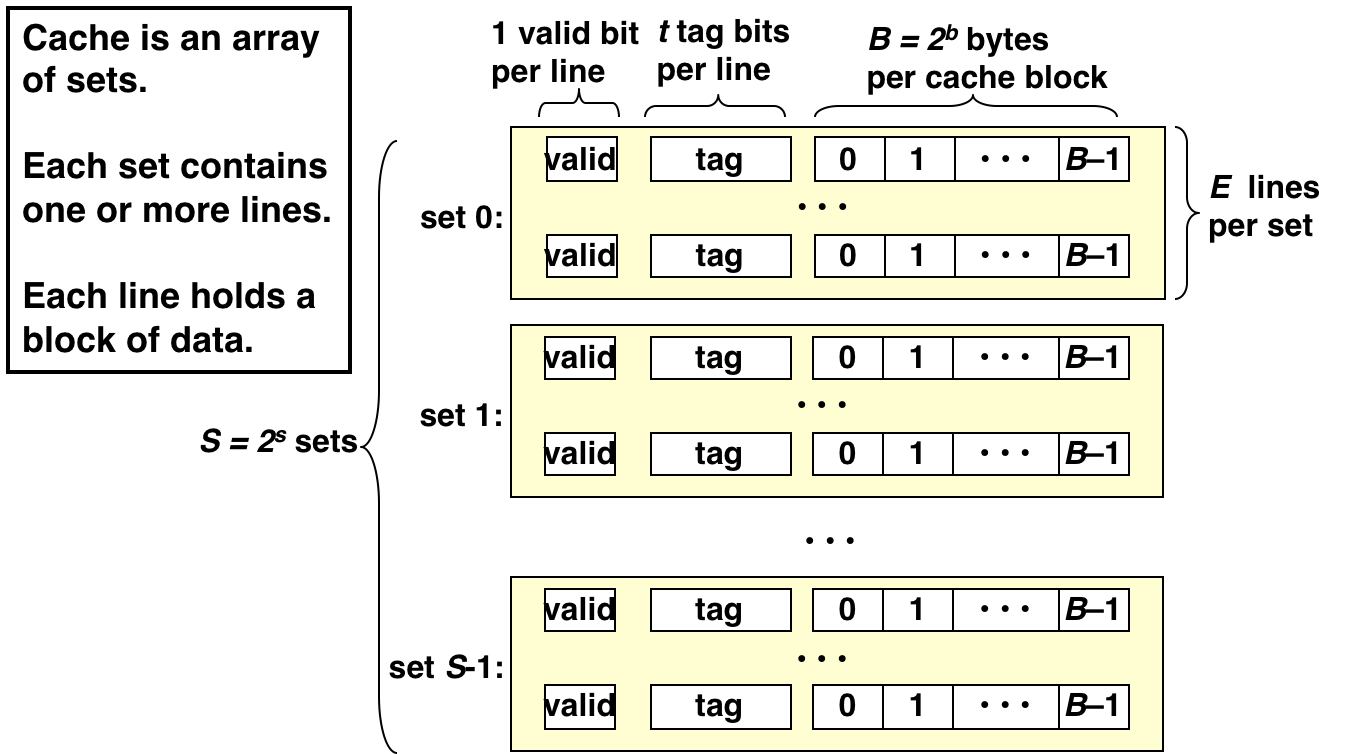 Cache is an array
of sets.
Each set contains
one or more lines.
Each line holds a
block of data.
1 valid bit
per line
t tag bits
per line
B = 2^b bytes
per cache block
valid tag 0 1 • • • B–1
• • •
set 0:
valid tag 0 1 • • • B–1
E lines
per set
valid tag 0 1 • • • B–1
• • •
set 1:
valid tag 0 1 • • • B–1
S = 2^s sets
• • •
valid tag 0 1 • • • B–1
• • •
set S-1:
valid tag 0 1 • • • B–1